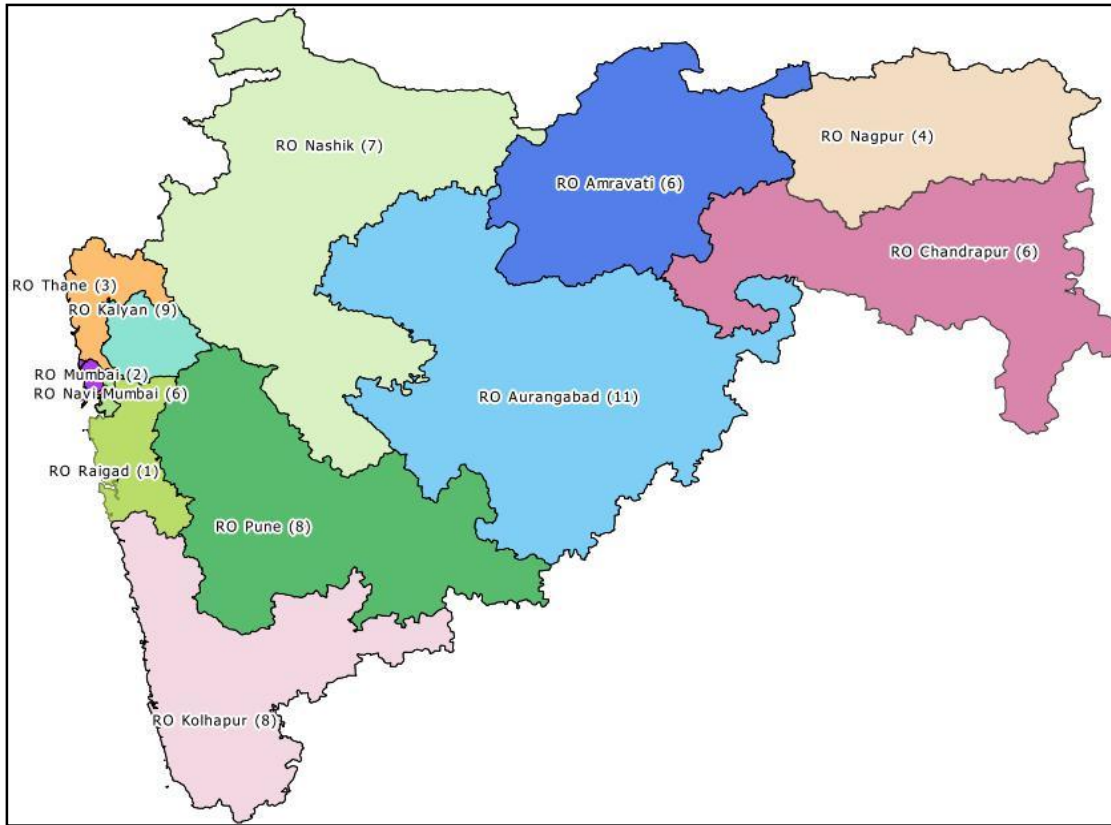 RO Nashik (7)
RO Nagpur (4)
RO Amravati (6)
RO Chandrapur (6)
RO Thane (3)
RO Kalyan (9)
RO Mumbai (2)
RO Navi Mumbai (6)
RO Aurangabad (11)
RO Raigad (1)
RO Pune (8)
RO Kolhapur (8)